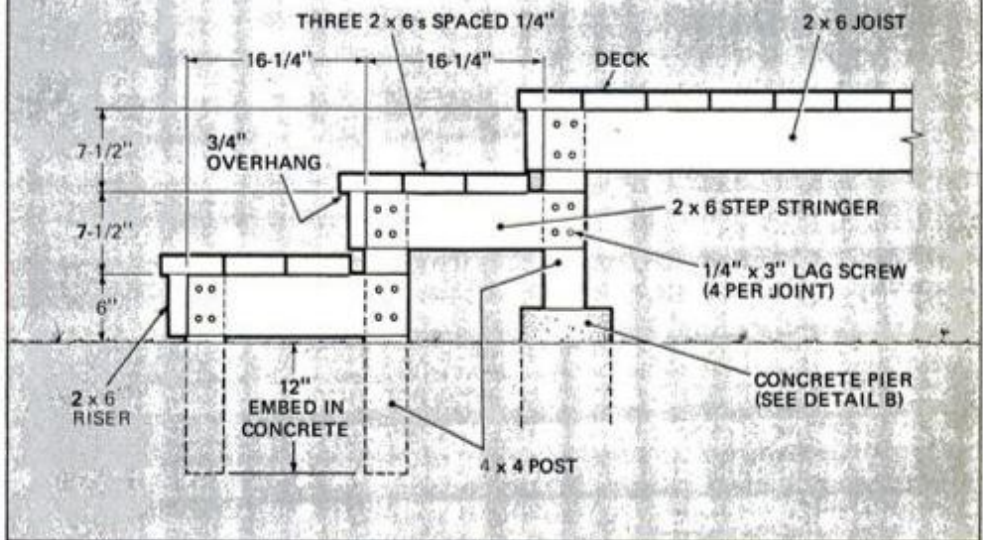 THREE 2 x 6 s SPACED 1/4"
2 x 6 JOIST
16-1/4"
16-1/4"
DECK
7-1/2"
3/4"
OVERHANG
7-1/2"
2 x 6 STEP STRINGER
1/4" x 3" LAG SCREW
(4 PER JOINT)
6"
12"
EMBED IN
CONCRETE
2 x 6
RISER
CONCRETE PIER
(SEE DETAIL B)
4 x 4 POST